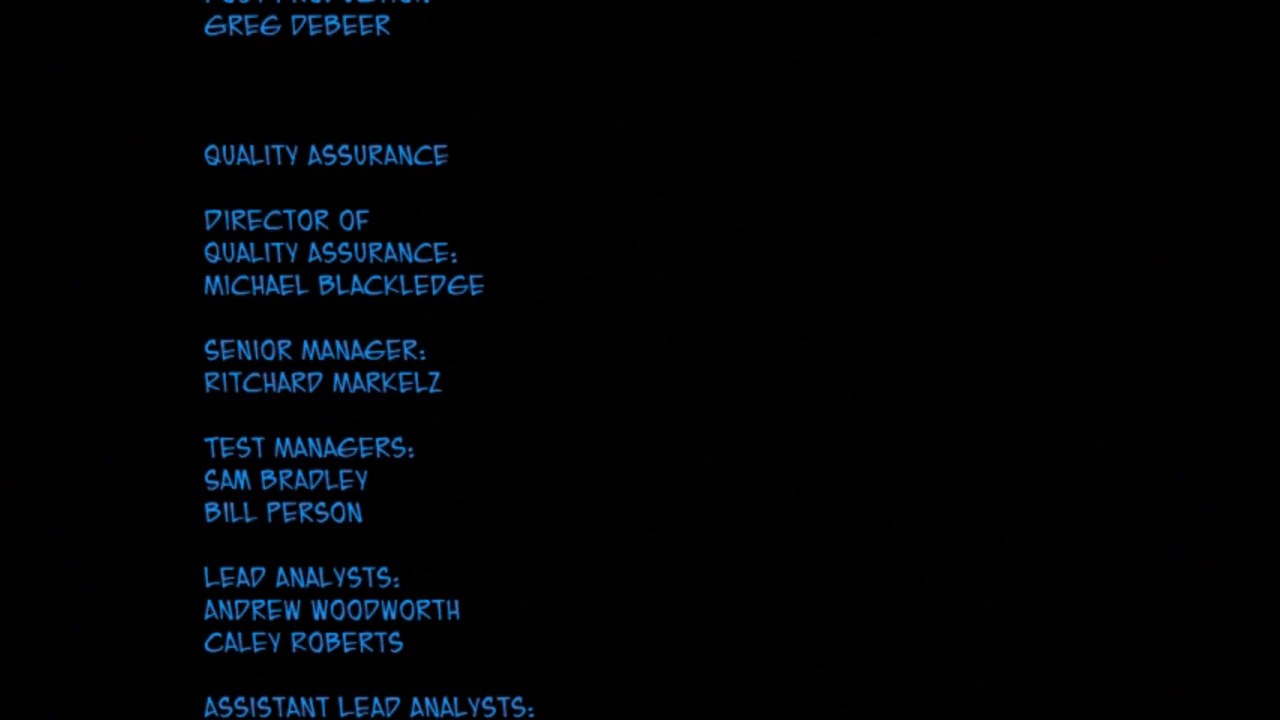 GREG DEBEER
QUALITY ASSURANCE
DIRECTOR OF
QUALITY ASSURANCE:
MICHAEL BLACKLEDGE
SENIOR MANAGER:
RITCHARD MARKELZ
TEST MANAGERS:
SAM BRADLEY
BILL PERSON
LEAD ANALYSTS:
ANDREW WOODWORTH
CALEY ROBERTS
ASSISTANT LEAD ANALYSTS: